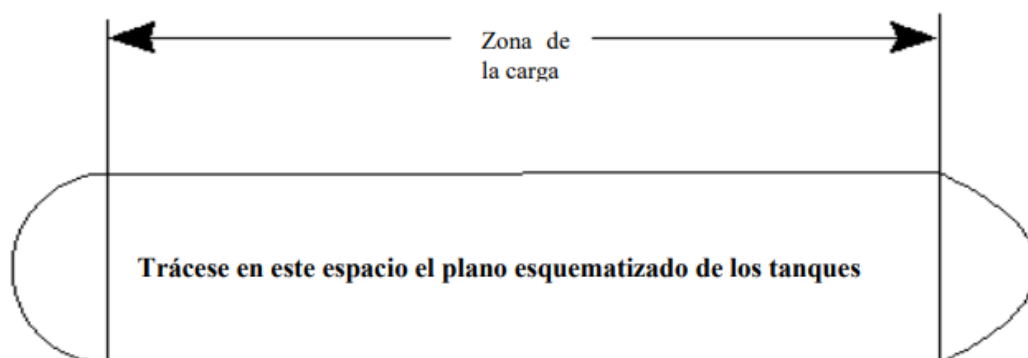 Zona de
la carga
Trácese en este espacio el plano esquematizado de los tanques